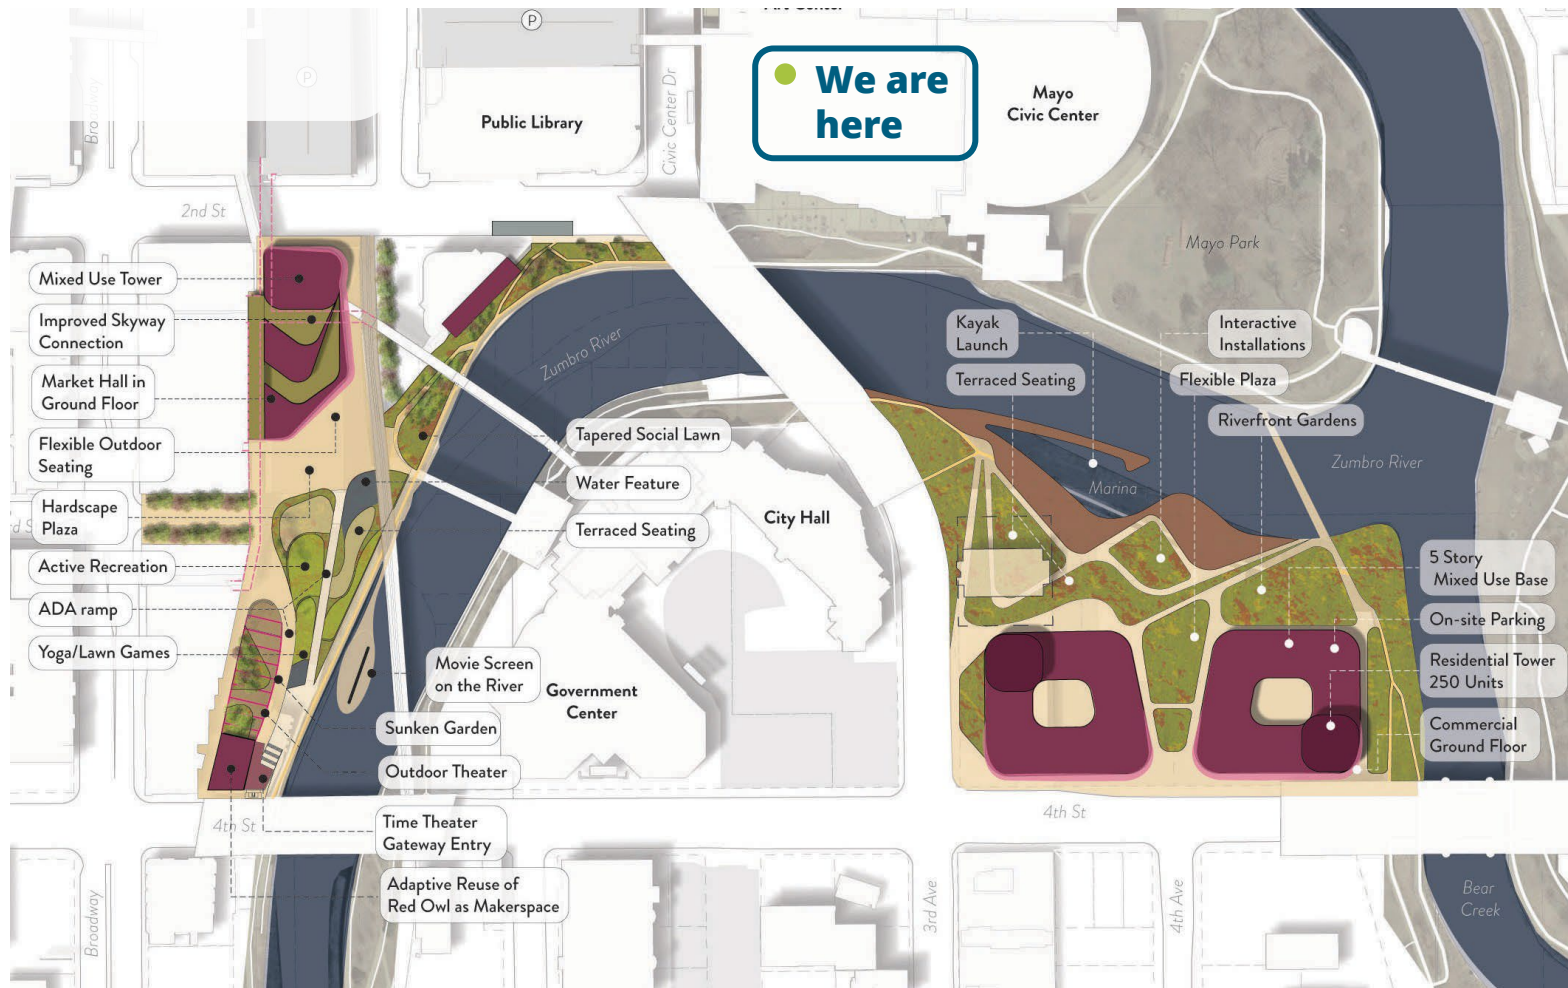 Art Center
P
P
We are
here
Mayo
Civic Center
Public Library
Civic Center Dr
Broadway
2nd St
Mayo Park
Mixed Use Tower
Improved Skyway
Connection
Market Hall in
Ground Floor
Flexible Outdoor
Seating
Hardscape
Plaza
3rd S
Active Recreation
ADA ramp
Yoga/Lawn Games
Zumbro River
Tapered Social Lawn
Water Feature
Terraced Seating
City Hall
Movie Screen
on the River
Government
Center
Sunken Garden
Outdoor Theater
4th St
Time Theater
Gateway Entry
Adaptive Reuse of
Red Owl as Makerspace
Broadway
Kayak
Launch
Terraced Seating
Interactive
Installations
Flexible Plaza
Riverfront Gardens
Zumbro River
Marina
5 Story
Mixed Use Base
On-site Parking
Residential Tower
250 Units
Commercial
Ground Floor
4th St
3rd Ave
4th Ave
Bear
Creek